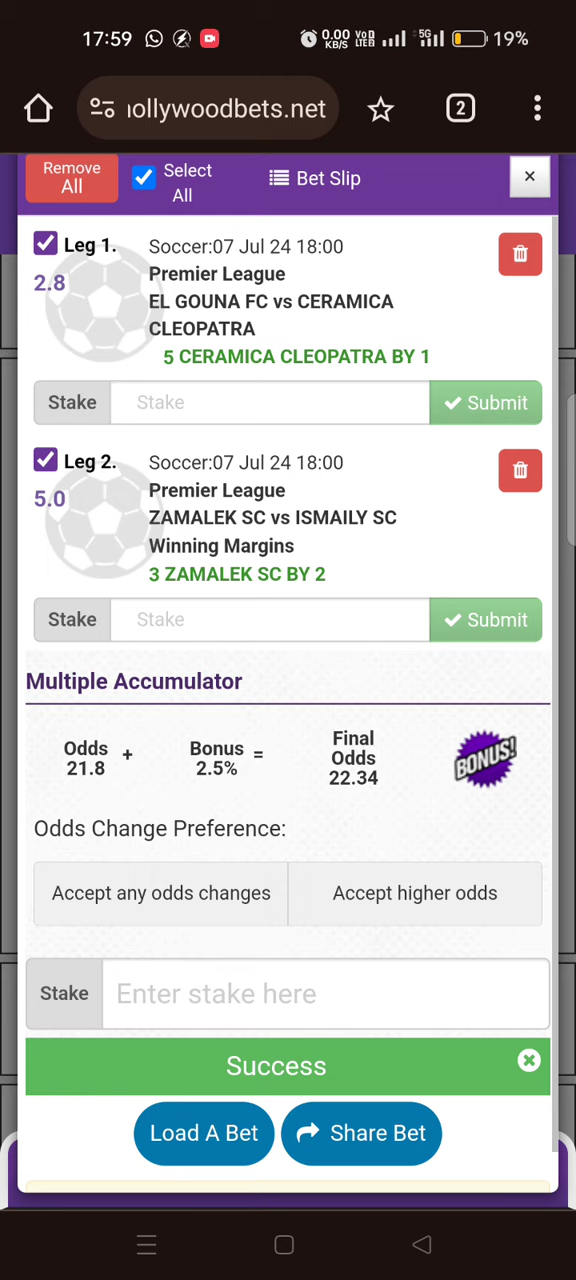 17:59 0.00 KB/S VoD LTE2 5G 19%
ıollywoodbets.net 2
Remove All Select All Bet Slip ×
Leg 1. Soccer:07 Jul 24 18:00
2.8 Premier League
EL GOUNA FC vs CERAMICA
CLEOPATRA
5 CERAMICA CLEOPATRA BY 1
Stake Stake Submit
Leg 2. Soccer:07 Jul 24 18:00
5.0 Premier League
ZAMALEK SC vs ISMAILY SC
Winning Margins
3 ZAMALEK SC BY 2
Stake Stake Submit
Multiple Accumulator
Odds + Bonus = Final Odds
21.8 2.5% 22.34
BONUS!
Odds Change Preference:
Accept any odds changes Accept higher odds
Stake Enter stake here
Success
Load A Bet Share Bet